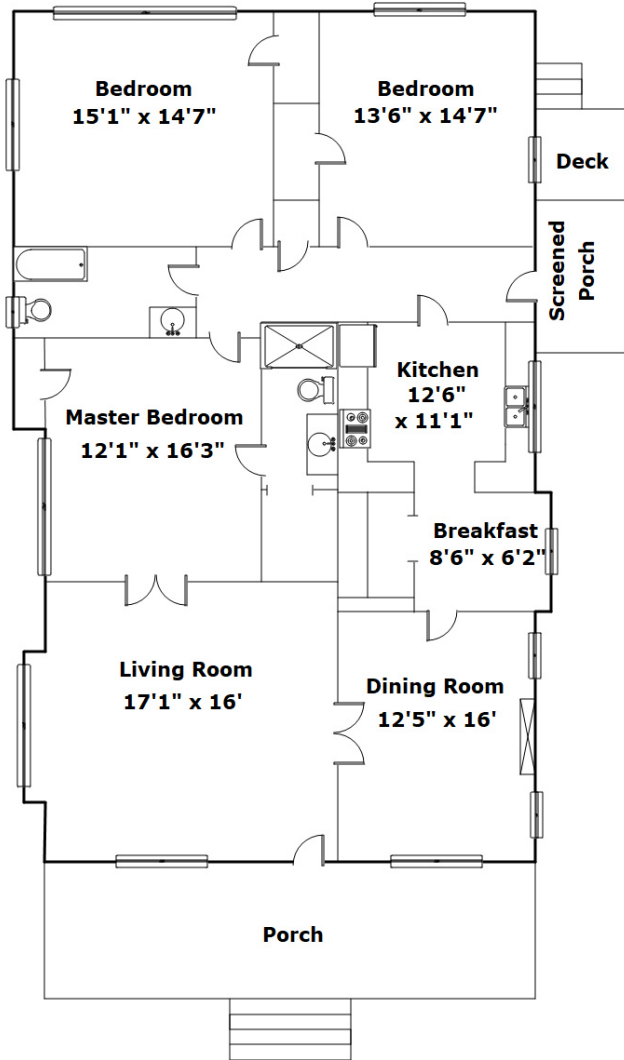 Bedroom
15'1" x 14'7"
Bedroom
13'6" x 14'7"
Deck
Screened
Porch
Kitchen
12'6"
x 11'1"
Master Bedroom
12'1" x 16'3"
Breakfast
8'6" x 6'2"
Living Room
17'1" x 16'
Dining Room
12'5" x 16'
Porch